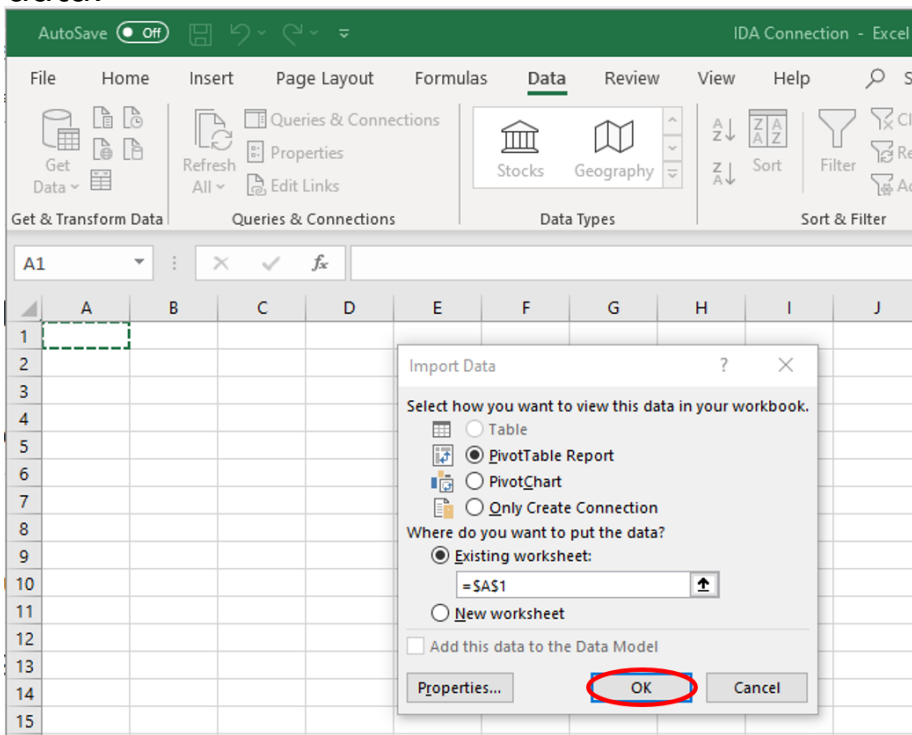 AutoSave Off IDA Connection - Excel
File Home Insert Page Layout Formulas Data Review View Help
Get Data
Refresh All
Queries & Connections
Properties
Edit Links
Stocks Geography
Sort Filter
Get & Transform Data Queries & Connections Data Types Sort & Filter
A1 fx
A B C D E F G H I J
1
2
3
4
5
6
7
8
9
10
11
12
13
14
15
Import Data ?
Select how you want to view this data in your workbook.
Table
PivotTable Report
PivotChart
Only Create Connection
Where do you want to put the data?
Existing worksheet:
=$A$1
New worksheet
Add this data to the Data Model
Properties... OK Cancel